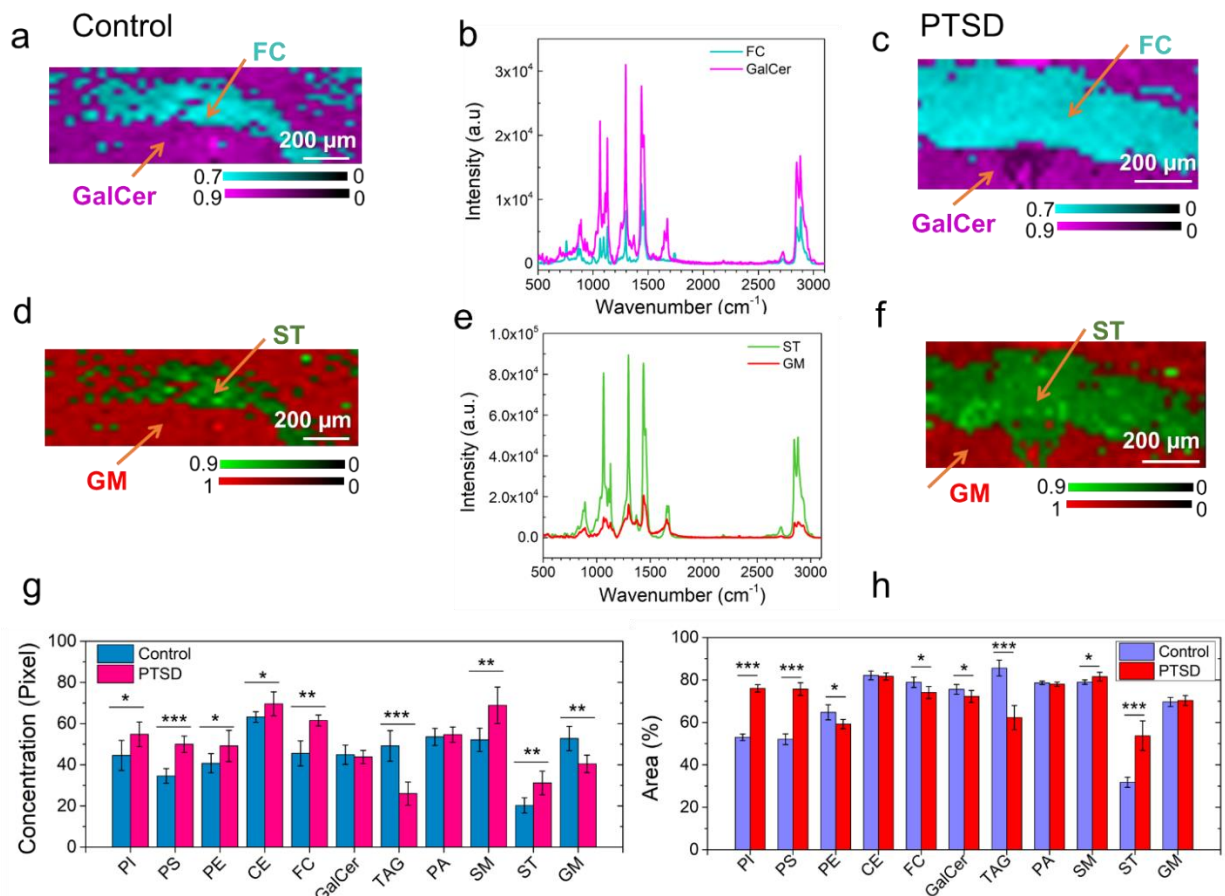 Control
PTSD
a
FC
200 µm
GalCer
0.7 0
0.9 0
b
FC
GalCer
3x10⁴
2x10⁴
1x10⁴
0
Intensity (a.u)
500 1000 1500 2000 2500 3000
Wavenumber (cm⁻¹)
c
FC
200 µm
GalCer
0.7 0
0.9 0
d
ST
200 µm
GM
0.9 0
1 0
e
ST
GM
1.0x10⁵
8.0x10⁴
6.0x10⁴
4.0x10⁴
2.0x10⁴
0.0
Intensity (a.u.)
500 1000 1500 2000 2500 3000
Wavenumber (cm⁻¹)
f
ST
200 µm
GM
0.9 0
1 0
g
Control
PTSD
100
80
60
40
20
0
Concentration (Pixel)
* *** * * ** *** ** ** **
PI PS PE CE FC GalCer TAG PA SM ST GM
h
Control
PTSD
100
80
60
40
20
0
Area (%)
*** *** * * * *** * ***
PI PS PE CE FC GalCer TAG PA SM ST GM